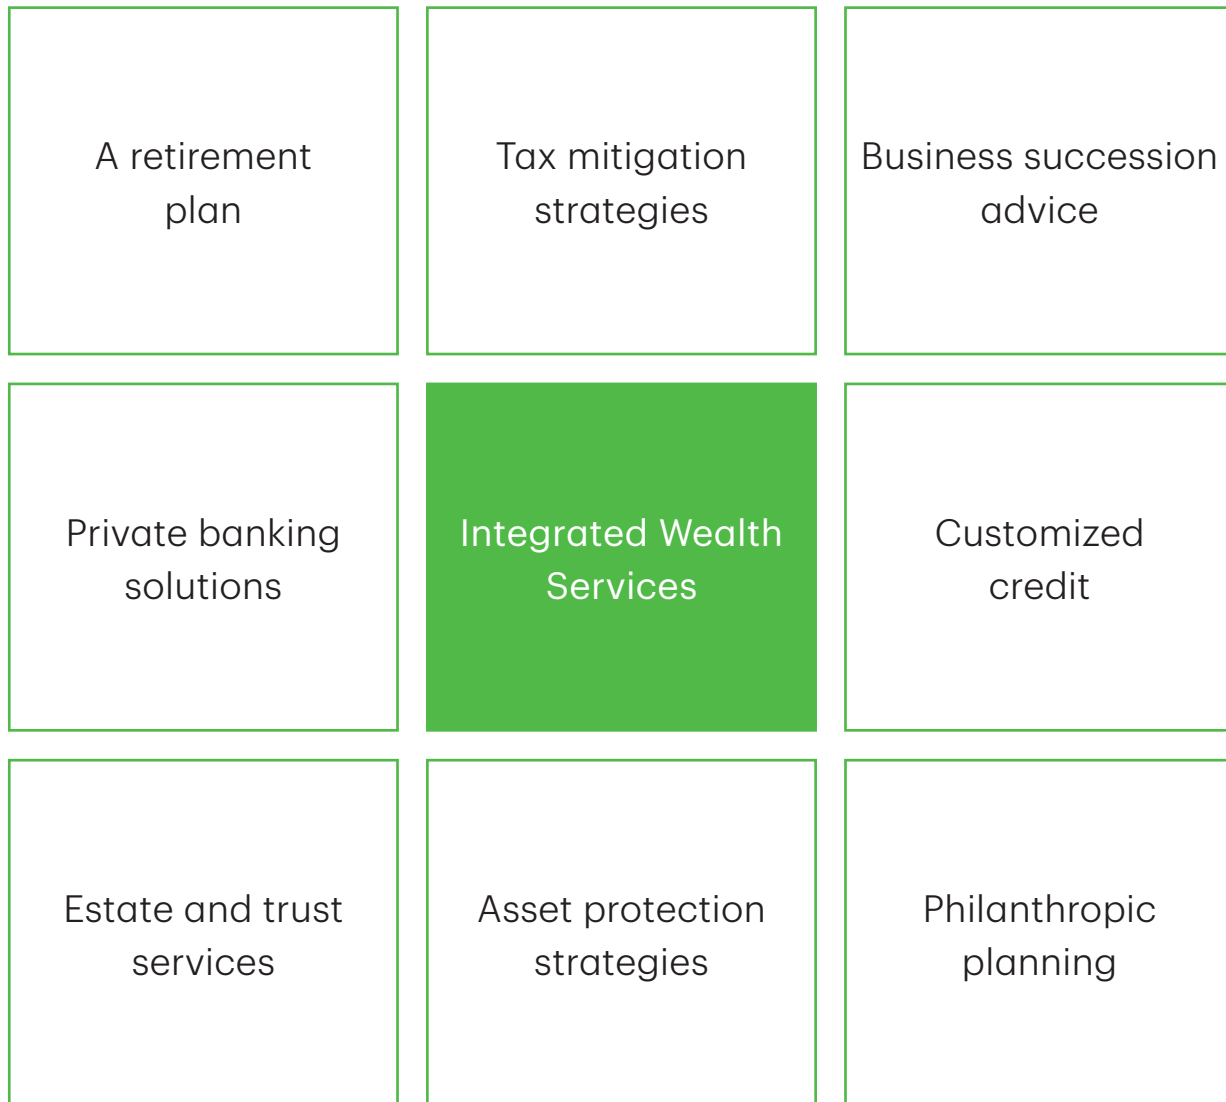 A retirement
plan
Tax mitigation
strategies
Business succession
advice
Private banking
solutions
Integrated Wealth
Services
Customized
credit
Estate and trust
services
Asset protection
strategies
Philanthropic
planning